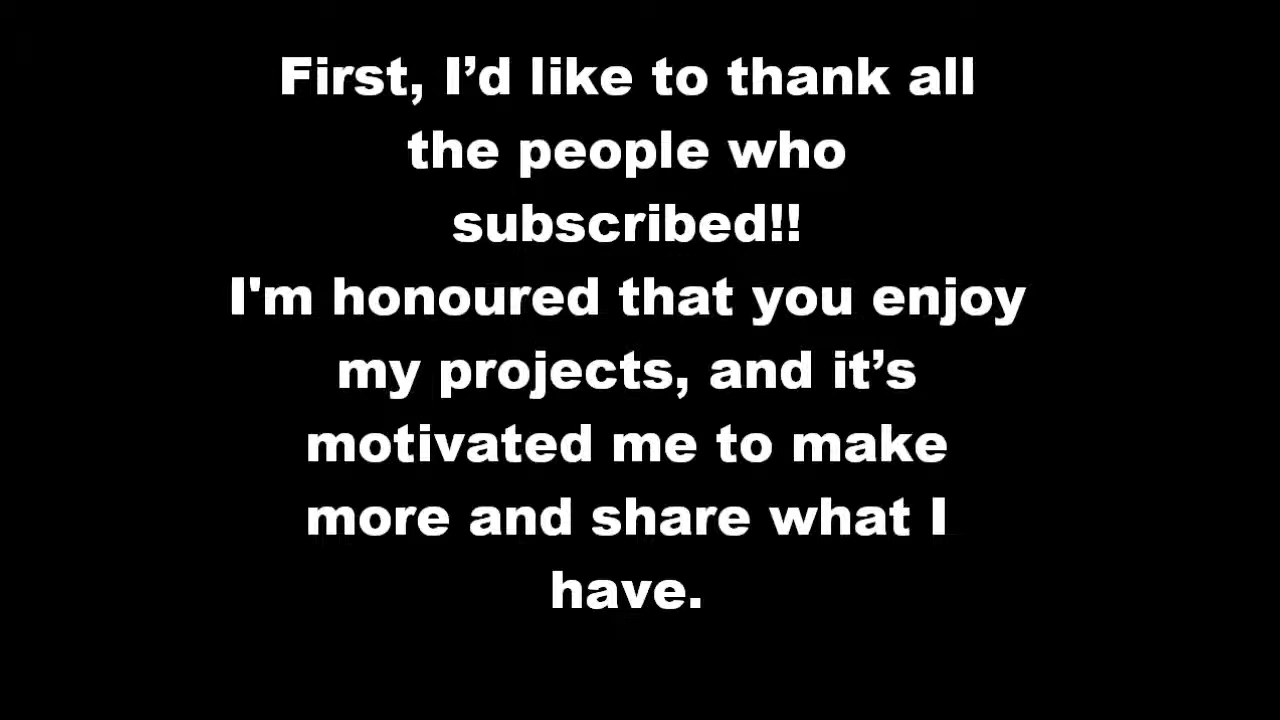 First, I’d like to thank all
the people who
subscribed!!
I'm honoured that you enjoy
my projects, and it’s
motivated me to make
more and share what I
have.